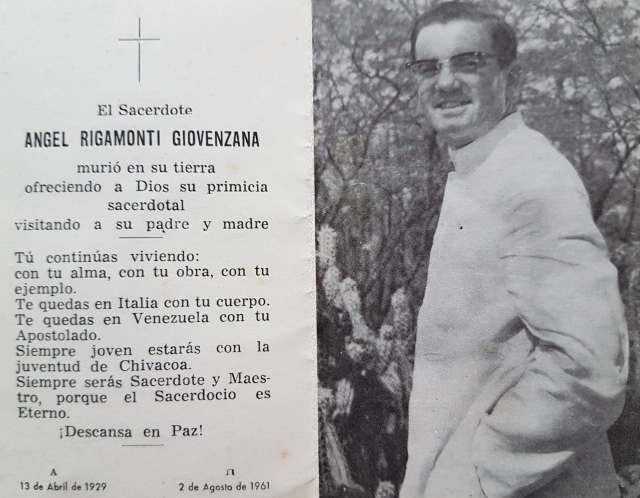 El Sacerdote
ANGEL RIGAMONTI GIOVENZANA
murió en su tierra
ofreciendo a Dios su primicia
sacerdotal
visitando a su padre y madre
Tú continúas viviendo:
con tu alma, con tu obra, con tu
ejemplo.
Te quedas en Italia con tu cuerpo.
Te quedas en Venezuela con tu
Apostolado.
Siempre joven estarás con la
juventud de Chivacoa.
Siempre serás Sacerdote y Maes-
tro, porque el Sacerdocio es
Eterno.
¡Descansa en Paz!
A Ω
13 de Abril de 1929 2 de Agosto de 1961